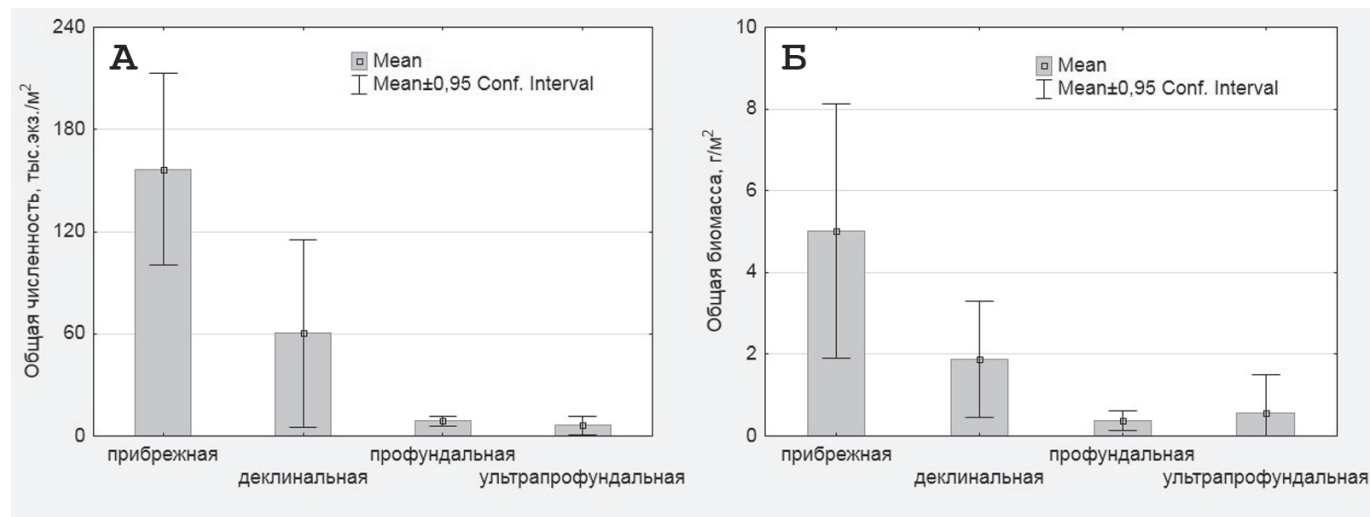 Общая численность, тыс.экз./м²
240
180
120
60
0
А
Mean
Mean±0,95 Conf. Interval
прибрежная
деклинальная
профундальная
ультрапрофундальная
Общая биомасса, г/м²
10
8
6
4
2
0
Б
Mean
Mean±0,95 Conf. Interval
прибрежная
деклинальная
профундальная
ультрапрофундальная